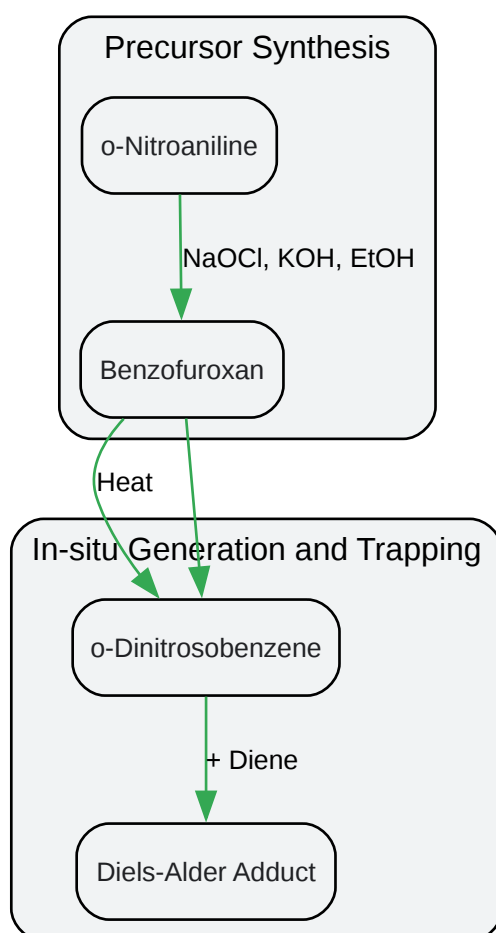 Precursor Synthesis
o-Nitroaniline
NaOCl, KOH, EtOH
Benzofuroxan
Heat
In-situ Generation and Trapping
o-Dinitrosobenzene
+ Diene
Diels-Alder Adduct